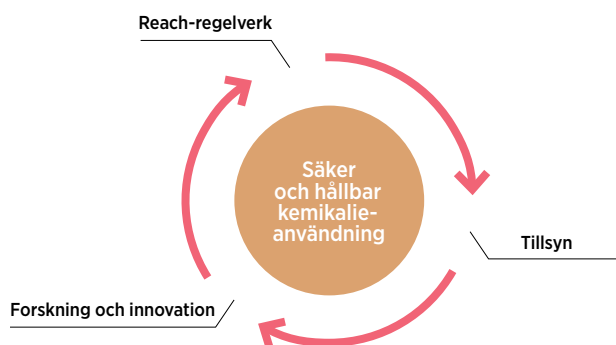 Reach-regelverk
Säker
och hållbar
kemikalie-
användning
Tillsyn
Forskning och innovation